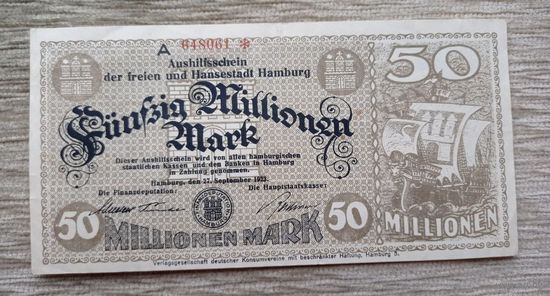 A 648061 *
Aushilfsschein
der freien und Hansestadt Hamburg
50
Fünfzig Millionen
Mark
Dieser Aushilfsschein wird von allen hamburgischen
staatlichen Kassen und den Banken in Hamburg
in Zahlung genommen.
Hamburg, den 27. September 1923.
Die Finanzdeputation:
Die Hauptstaatskasse:
50
50
MILLIONEN MARK
MILLIONEN
Verlagsgesellschaft deutscher Konsumvereine mit beschränkter Haftung, Hamburg 5.